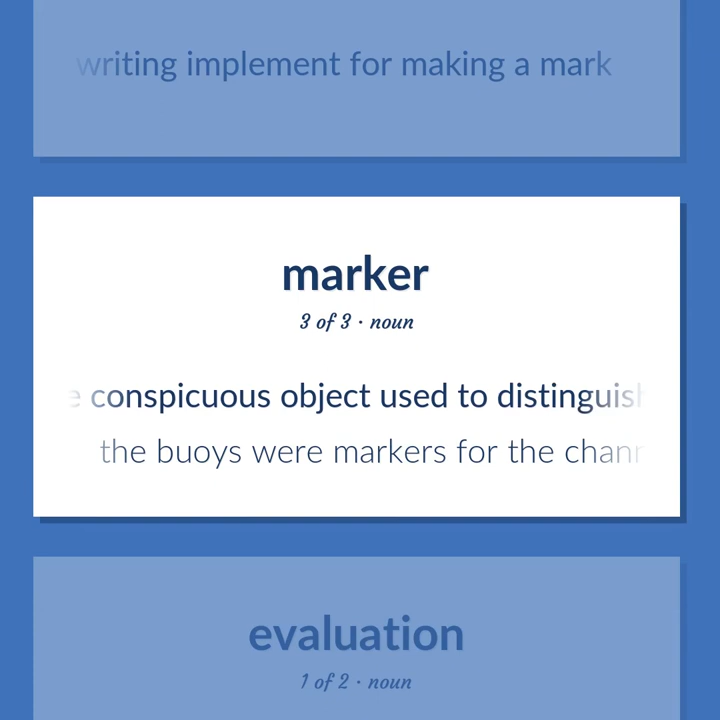 writing implement for making a mark
marker
3 of 3 · noun
conspicuous object used to distinguish
the buoys were markers for the
evaluation
1 of 2 · noun